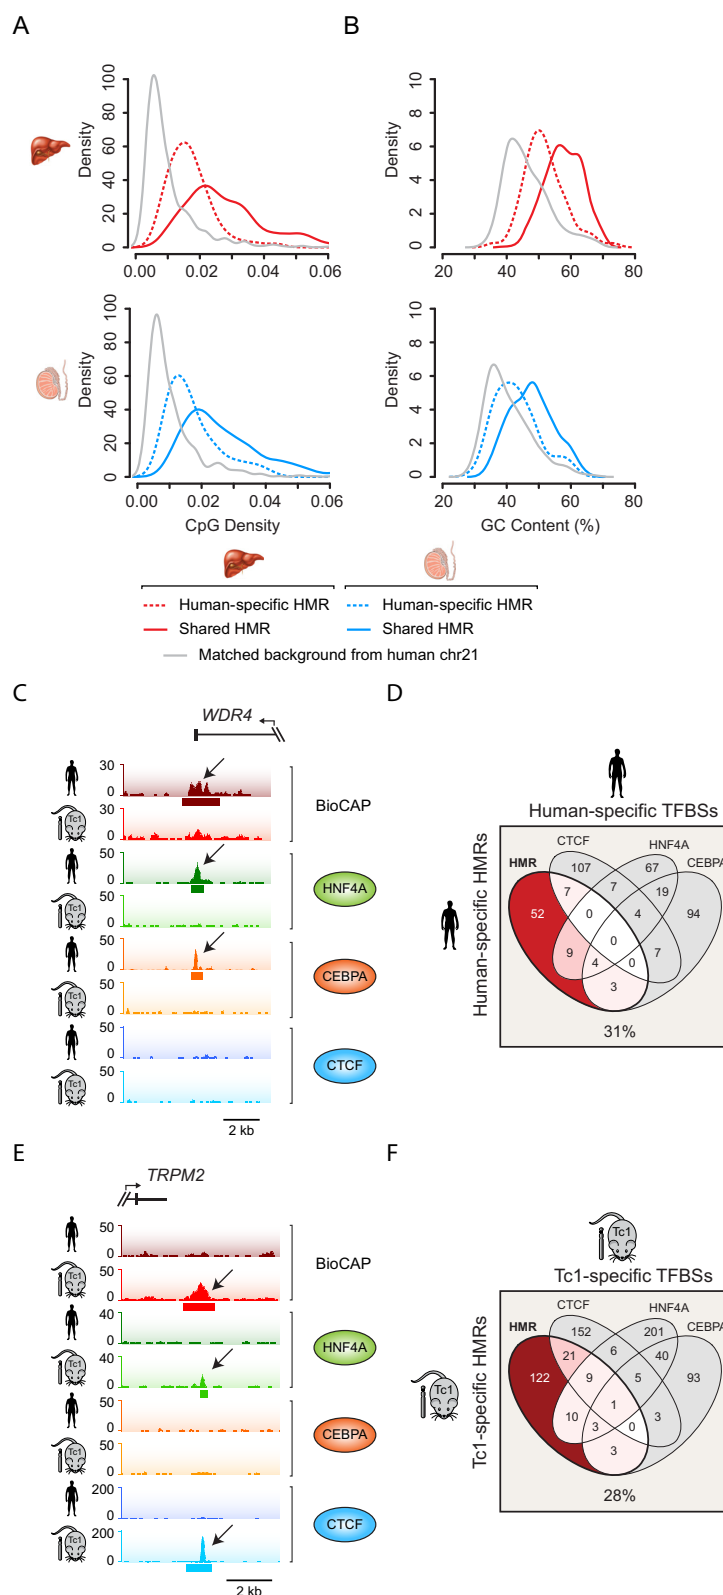 A
B
Density
0 20 40 60 80 100
0.00 0.02 0.04 0.06
Density
0 2 4 6 8 10
20 40 60 80
Density
0 20 40 60 80 100
0.00 0.02 0.04 0.06
CpG Density
Density
0 2 4 6 8 10
20 40 60 80
GC Content (%)
Human-specific HMR
Shared HMR
Human-specific HMR
Shared HMR
Matched background from human chr21
C
WDR4
30
0
30
Tc1
0
BioCAP
50
0
50
Tc1
0
HNF4A
50
0
50
Tc1
0
CEBPA
50
0
50
Tc1
0
CTCF
2 kb
D
Human-specific TFBSs
Human-specific HMRs
HMR
CTCF
HNF4A
CEBPA
107
67
7
7
19
52
0
4
94
0
9
4
0
7
3
31%
E
TRPM2
50
0
50
Tc1
0
BioCAP
40
0
40
Tc1
0
HNF4A
50
0
50
Tc1
0
CEBPA
200
0
200
Tc1
0
CTCF
2 kb
F
Tc1
Tc1-specific TFBSs
Tc1
Tc1-specific HMRs
HMR
CTCF
HNF4A
CEBPA
152
201
21
6
40
122
9
5
93
1
10
3
0
3
3
28%